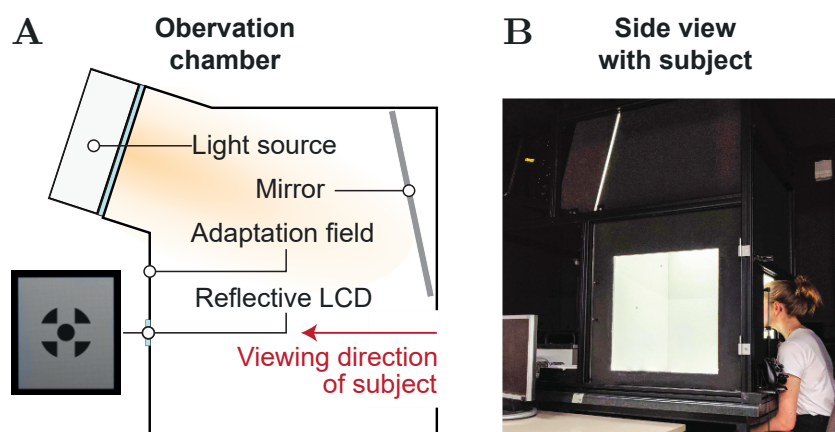 A
Obervation
chamber
Light source
Mirror
Adaptation field
Reflective LCD
Viewing direction
of subject
B
Side view
with subject